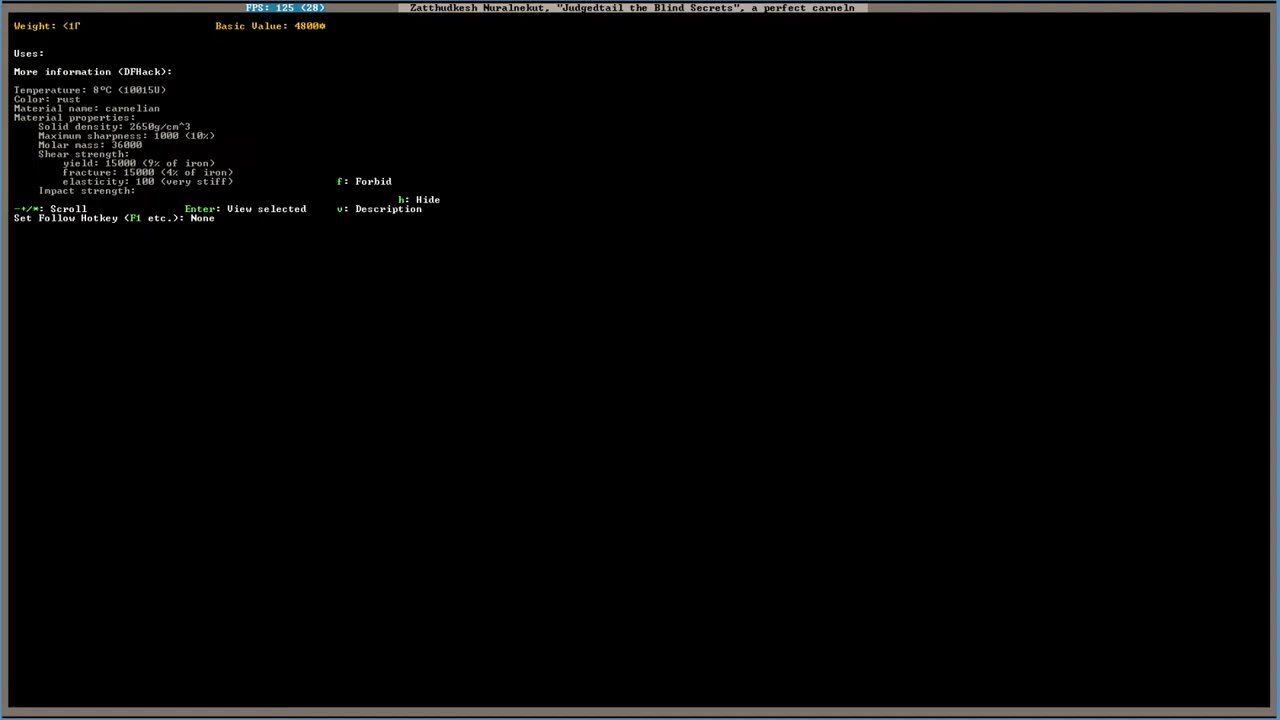 FPS: 125 (28)
Zatthudkesh Nuralnekut, "Judgedtail the Blind Secrets", a perfect carneln
Weight: <1Γ Basic Value: 4800☼
Uses:
More information (DFHack):
Temperature: 8°C (10015U)
Color: rust
Material name: carnelian
Material properties:
Solid density: 2650g/cm^3
Maximum sharpness: 1000 (10%)
Molar mass: 36000
Shear strength:
yield: 15000 (9% of iron)
fracture: 15000 (4% of iron)
elasticity: 100 (very stiff) f: Forbid
Impact strength:
h: Hide
-+/*: Scroll Enter: View selected v: Description
Set Follow Hotkey (F1 etc.): None